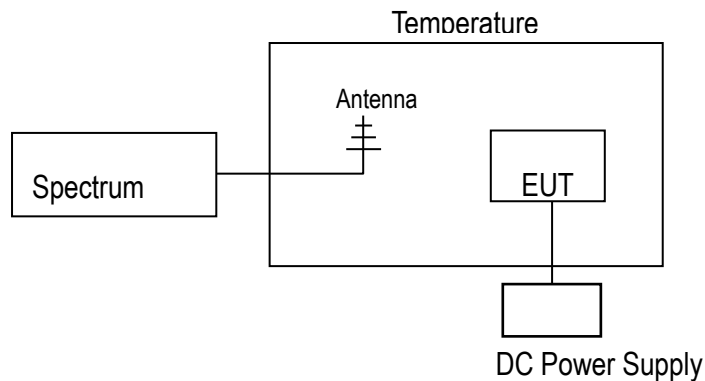 Temperature
Antenna
Spectrum
EUT
DC Power Supply